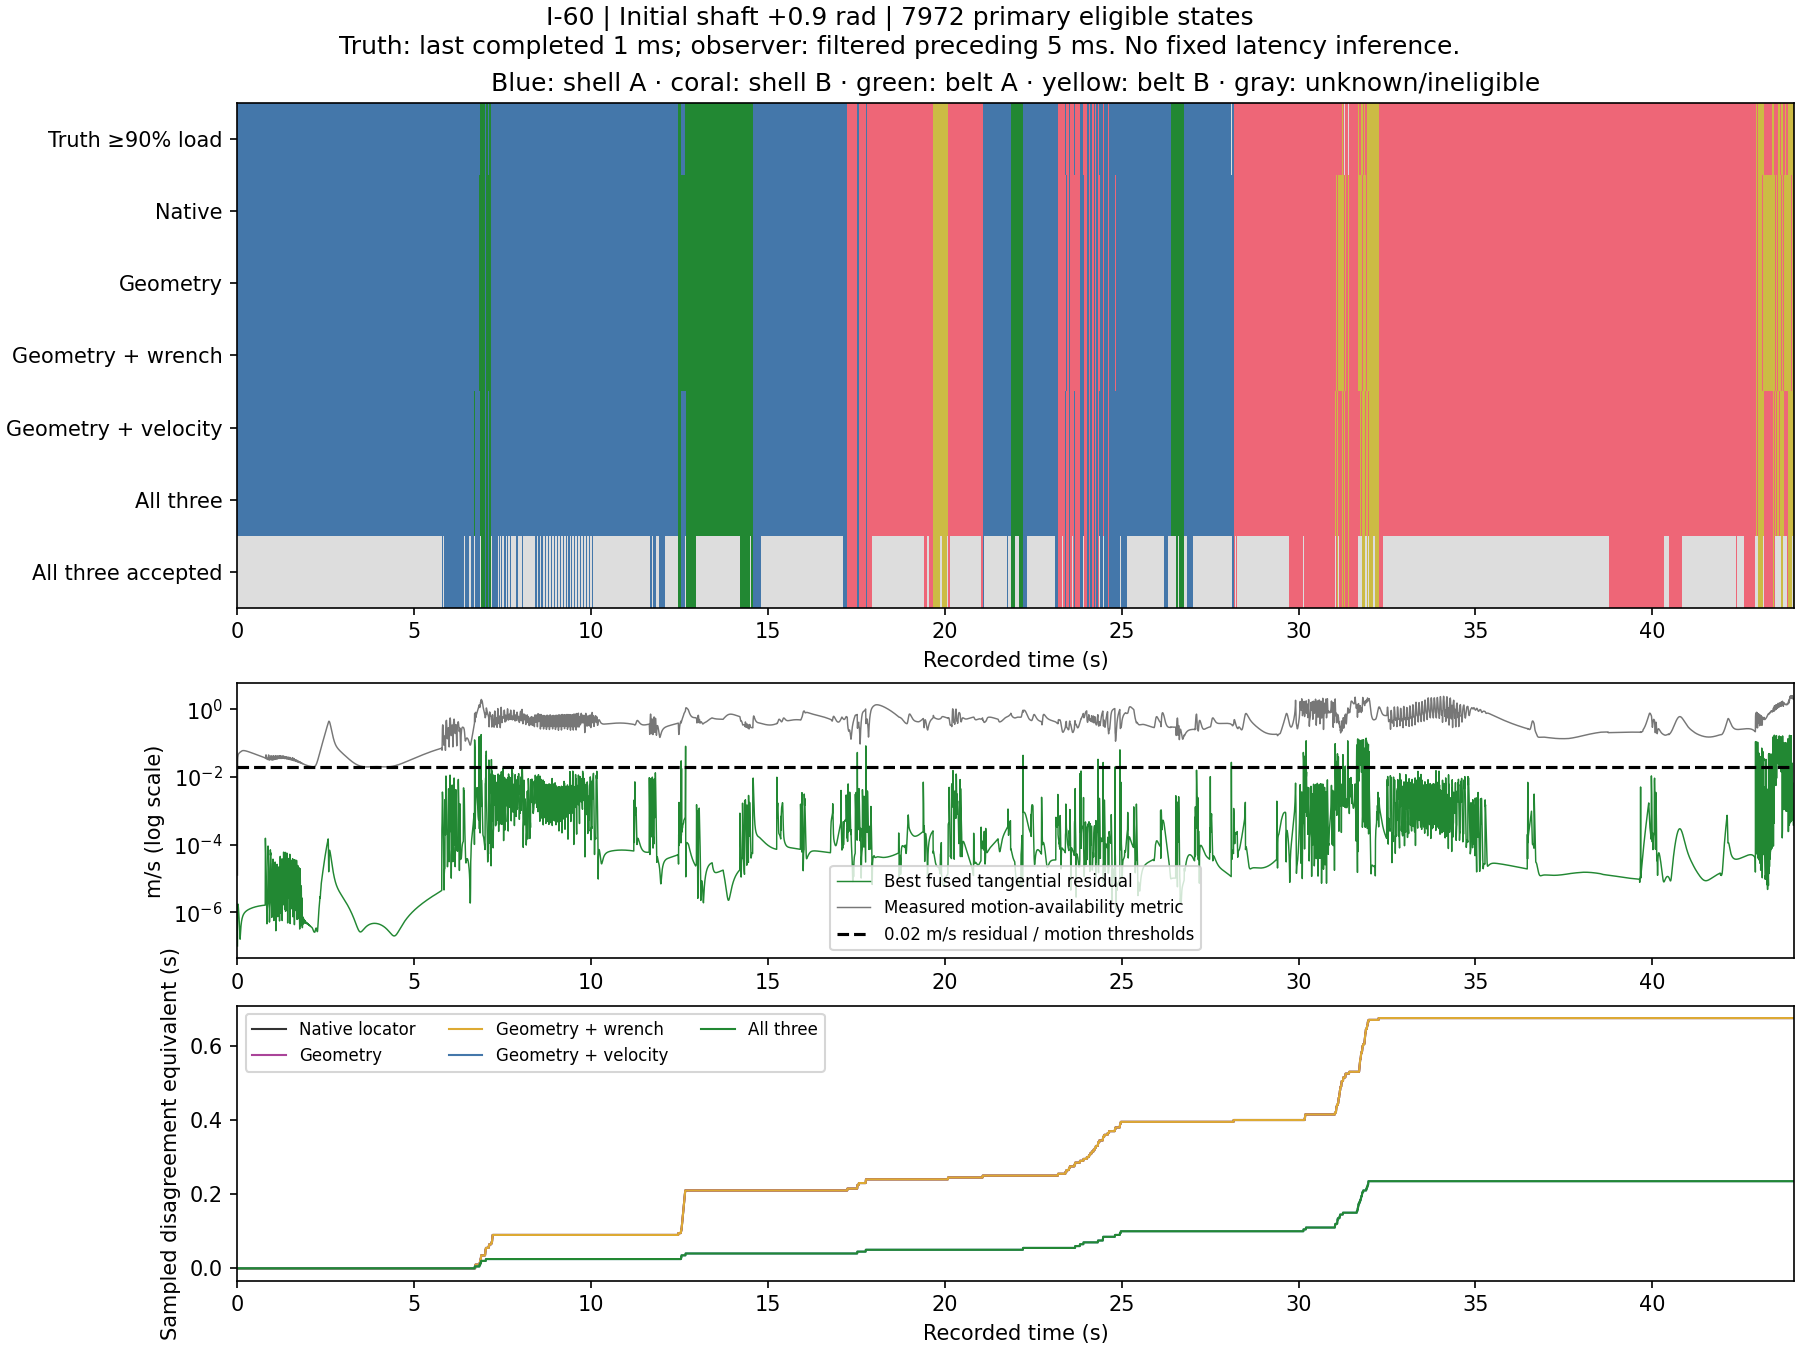 I-60 | Initial shaft +0.9 rad | 7972 primary eligible states
Truth: last completed 1 ms; observer: filtered preceding 5 ms. No fixed latency inference.
Blue: shell A · coral: shell B · green: belt A · yellow: belt B · gray: unknown/ineligible
Truth ≥90% load
Native
Geometry
Geometry + wrench
Geometry + velocity
All three
All three accepted
0 5 10 15 20 25 30 35 40
Recorded time (s)
m/s (log scale)
10⁰
10⁻²
10⁻⁴
10⁻⁶
Best fused tangential residual
Measured motion-availability metric
0.02 m/s residual / motion thresholds
0 5 10 15 20 25 30 35 40
Sampled disagreement equivalent (s)
0.6
0.4
0.2
0.0
Native locator Geometry + wrench All three
Geometry Geometry + velocity
0 5 10 15 20 25 30 35 40
Recorded time (s)